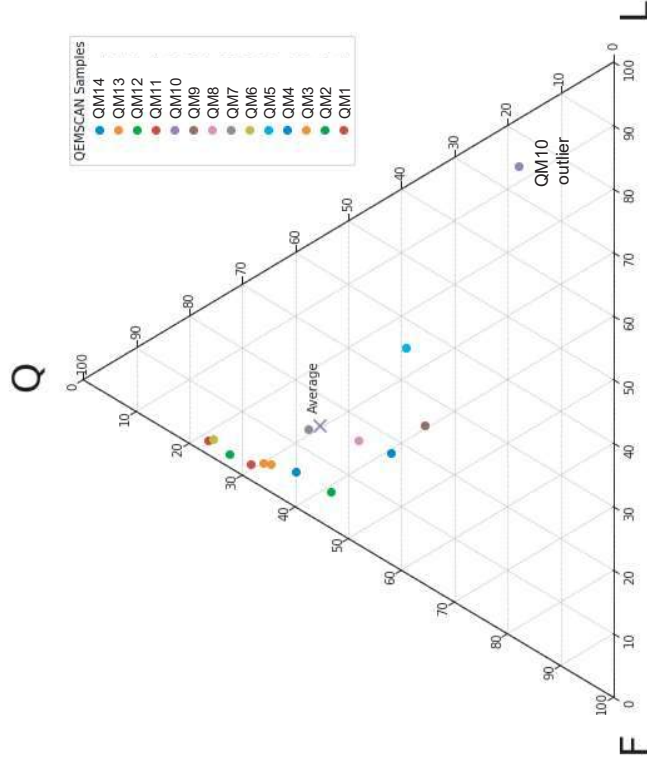 Q
QEMSCAN Samples
QM14
QM13
QM12
QM11
QM10
QM9
QM8
QM7
QM6
QM5
QM4
QM3
QM2
QM1
Average
QM10
outlier
0
10
20
30
40
50
60
70
80
90
100
100
90
80
70
60
50
40
30
20
10
0
0
10
20
30
40
50
60
70
80
90
100
F
L